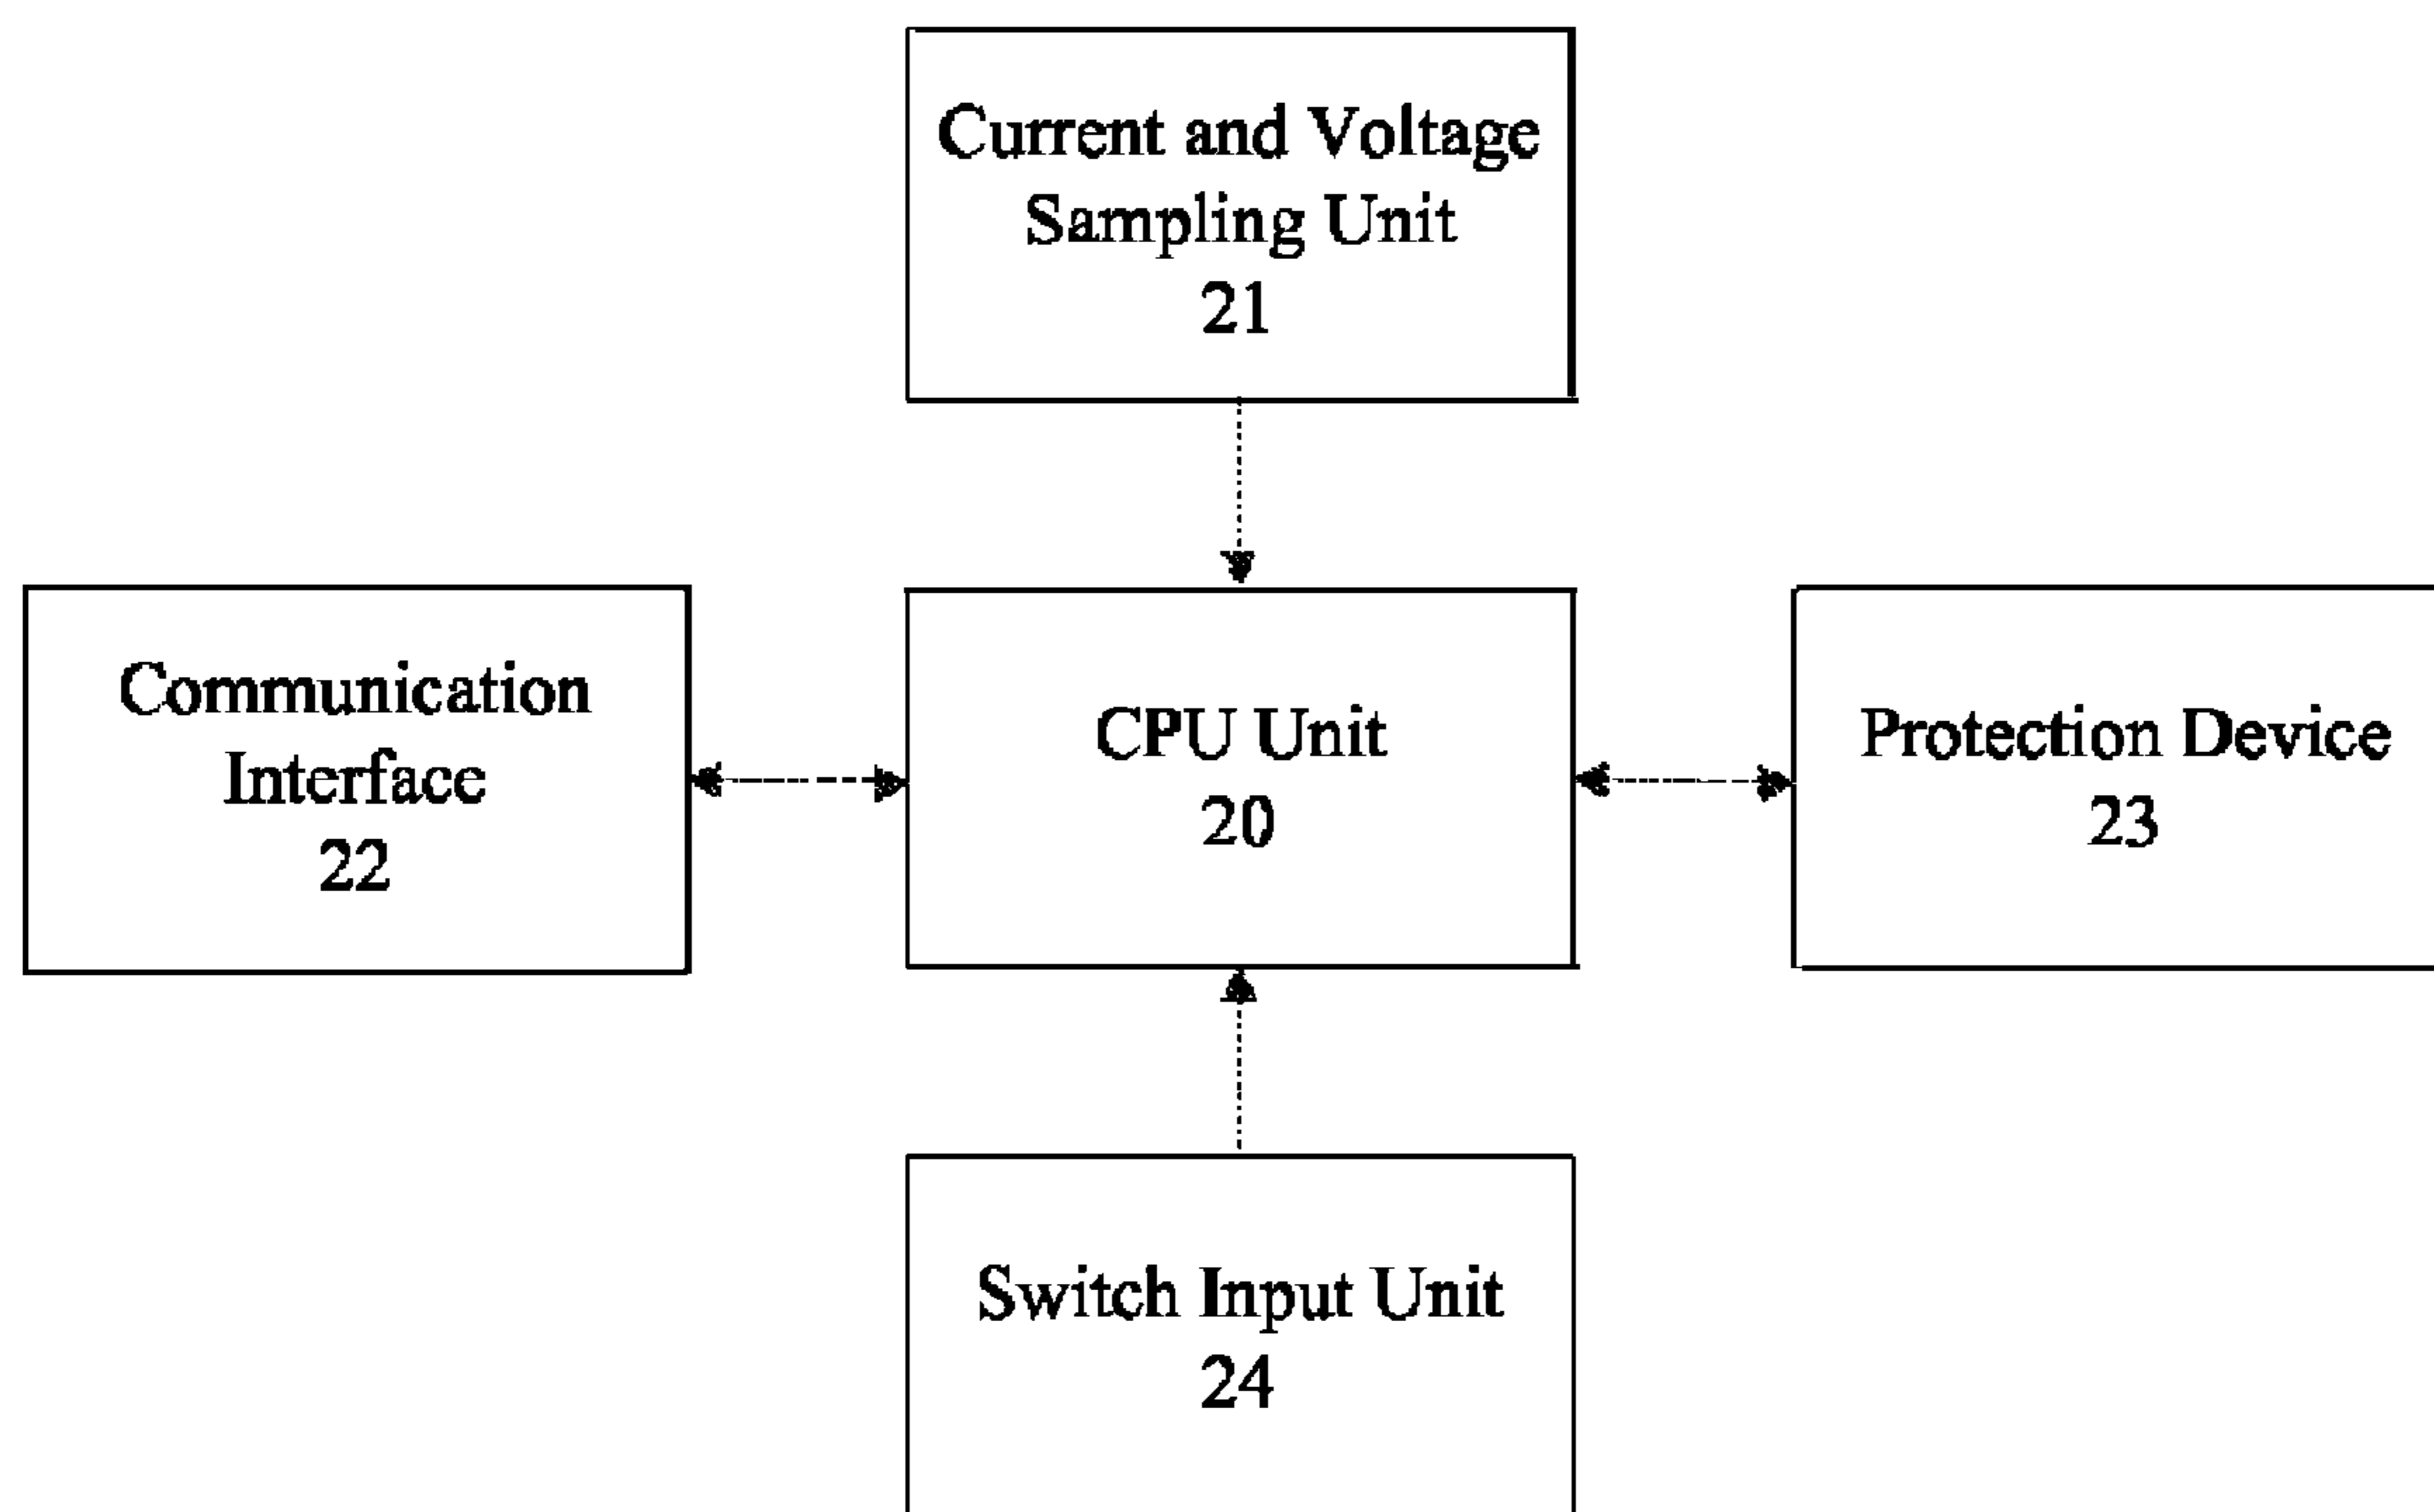 Current and Voltage
Sampling Unit
21
Communication
Interface
22
CPU Unit
20
Protection Device
23
Switch Input Unit
24